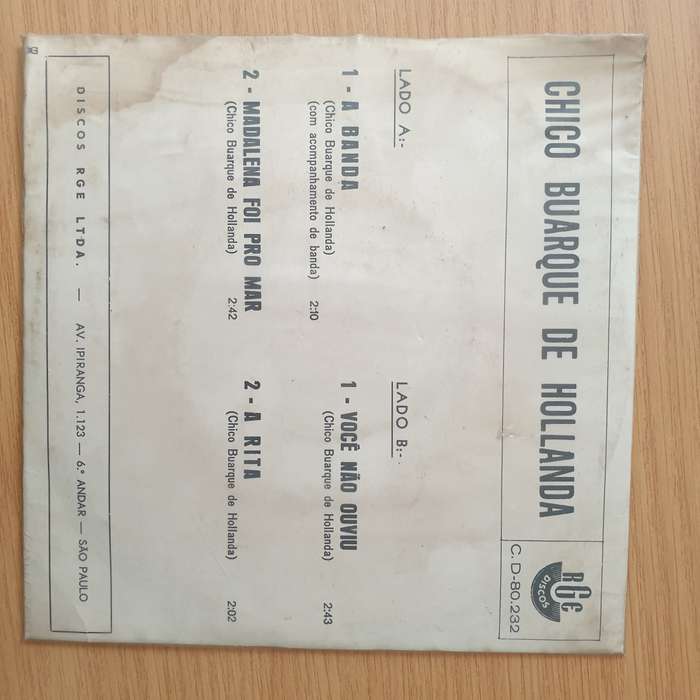 CHICO BUARQUE DE HOLLANDA
RGE
DISCOS
C.D-80.232
LADO A:-
1 - A BANDA
(Chico Buarque de Hollanda)
(com acompanhamento de banda) 2:10
2 - MADALENA FOI PRO MAR
(Chico Buarque de Hollanda) 2:42
LADO B:-
1 - VOCÊ NÃO OUVIU
(Chico Buarque de Hollanda) 2:43
2 - A RITA
(Chico Buarque de Hollanda) 2:02
DISCOS RGE LTDA. — AV. IPIRANGA, 1.123 — 6.º ANDAR — SÃO PAULO